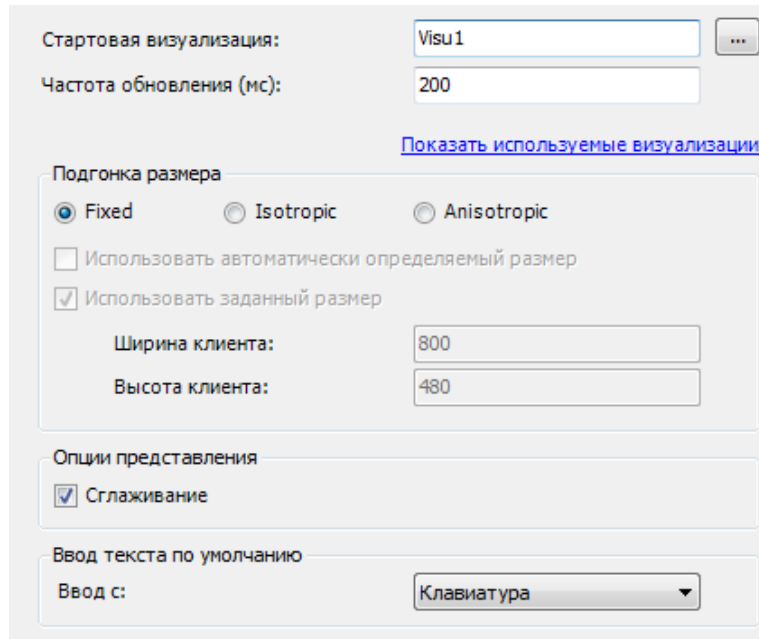 Стартовая визуализация: Visu1 ...
Частота обновления (мс): 200
Показать используемые визуализации
Подгонка размера
Fixed Isotropic Anisotropic
Использовать автоматически определяемый размер
Использовать заданный размер
Ширина клиента: 800
Высота клиента: 480
Опции представления
Сглаживание
Ввод текста по умолчанию
Ввод с: Клавиатура